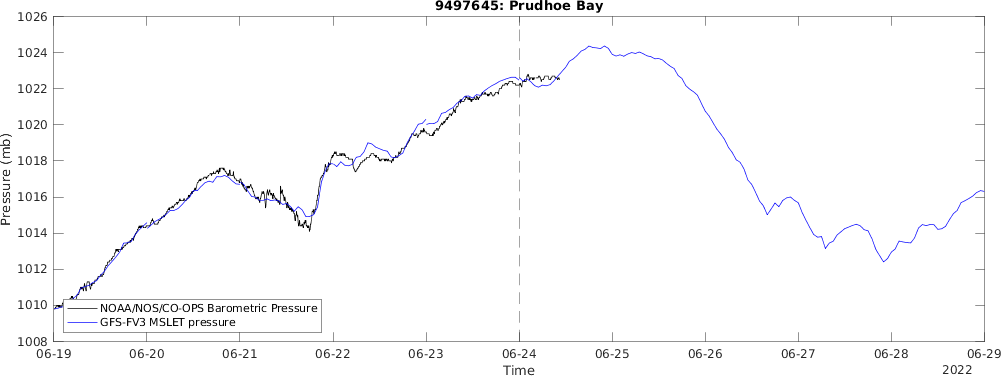 9497645: Prudhoe Bay
1026
1024
1022
1020
1018
1016
1014
1012
1010
1008
Pressure (mb)
NOAA/NOS/CO-OPS Barometric Pressure
GFS-FV3 MSLET pressure
06-19 06-20 06-21 06-22 06-23 06-24 06-25 06-26 06-27 06-28 06-29
Time
2022